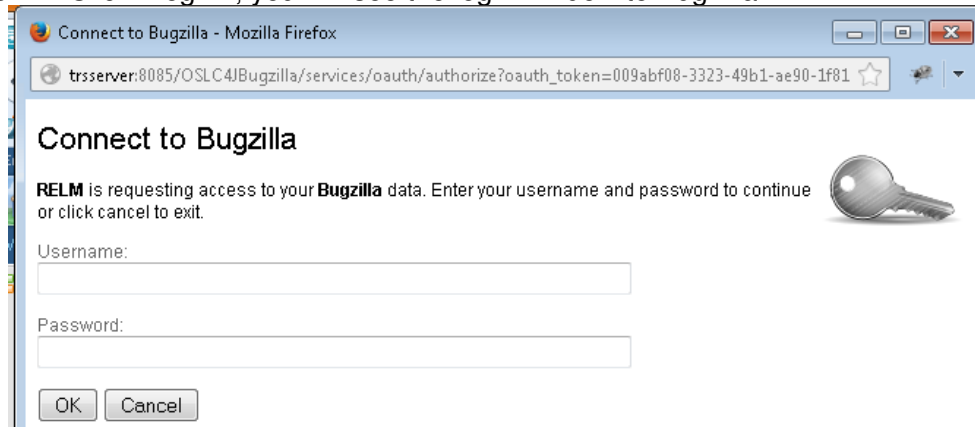 Connect to Bugzilla - Mozilla Firefox
trsserver:8085/OSLC4JBugzilla/services/oauth/authorize?oauth_token=009abf08-3323-49b1-ae90-1f81
Connect to Bugzilla
RELM is requesting access to your Bugzilla data. Enter your username and password to continue
or click cancel to exit.
Username:
Password:
OK Cancel